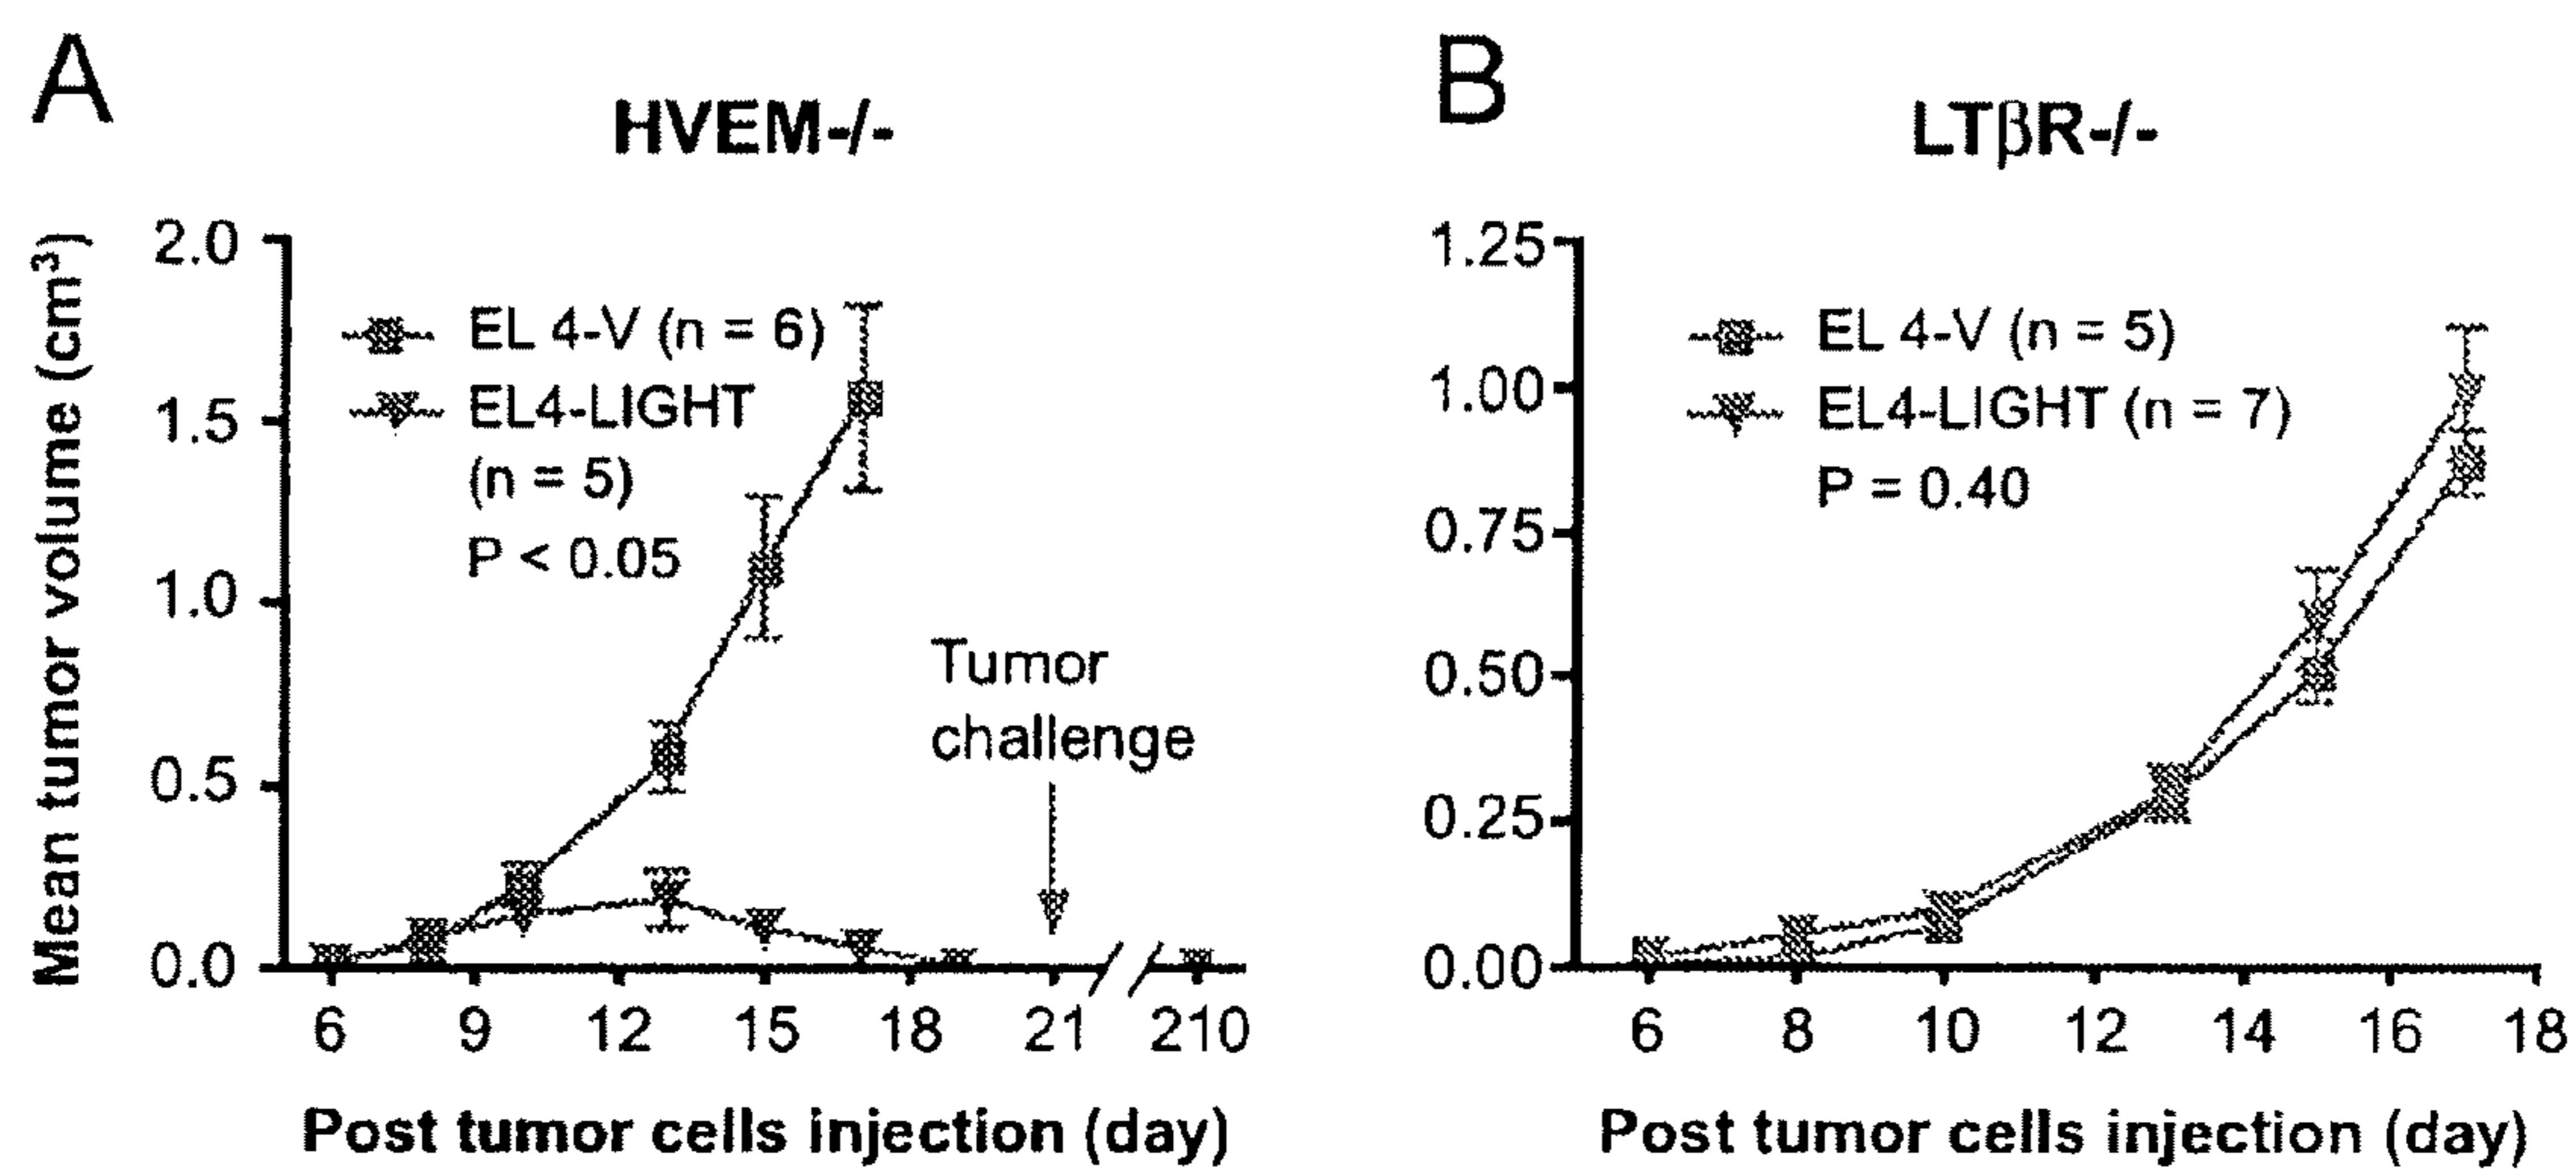 A
HVEM-/-
Mean tumor volume (cm³)
2.0
1.5
1.0
0.5
0.0
EL 4-V (n = 6)
EL4-LIGHT
(n = 5)
P < 0.05
Tumor
challenge
6 9 12 15 18 21 210
Post tumor cells injection (day)
B
LTβR-/-
1.25
1.00
0.75
0.50
0.25
0.00
EL 4-V (n = 5)
EL4-LIGHT (n = 7)
P = 0.40
6 8 10 12 14 16 18
Post tumor cells injection (day)